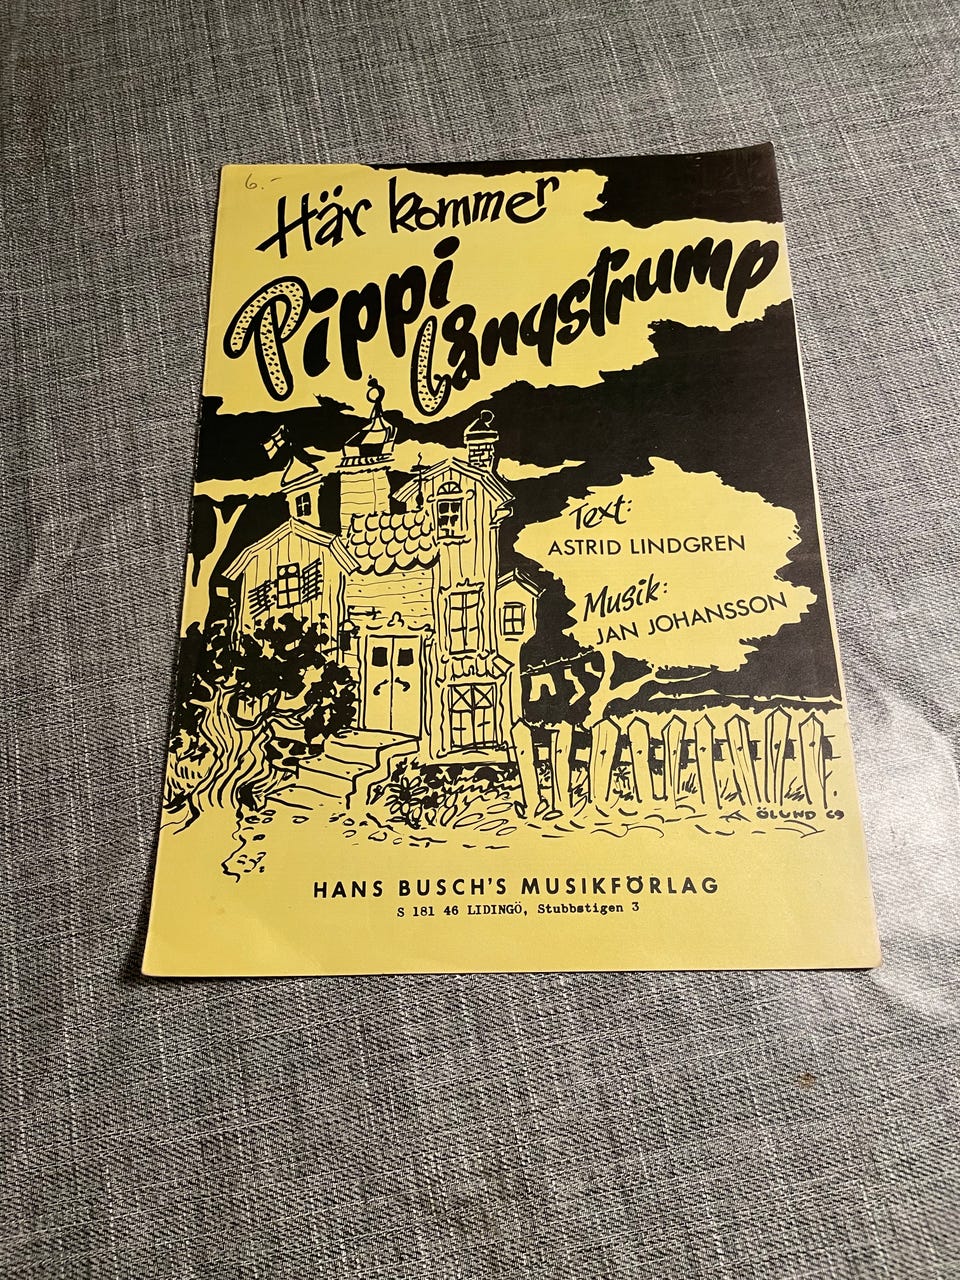 6.-
Här kommer
Pippi
Långstrump
Text:
ASTRID LINDGREN
Musik:
JAN JOHANSSON
ÖLUND 69
HANS BUSCH'S MUSIKFÖRLAG
S 181 46 LIDINGÖ, Stubbstigen 3